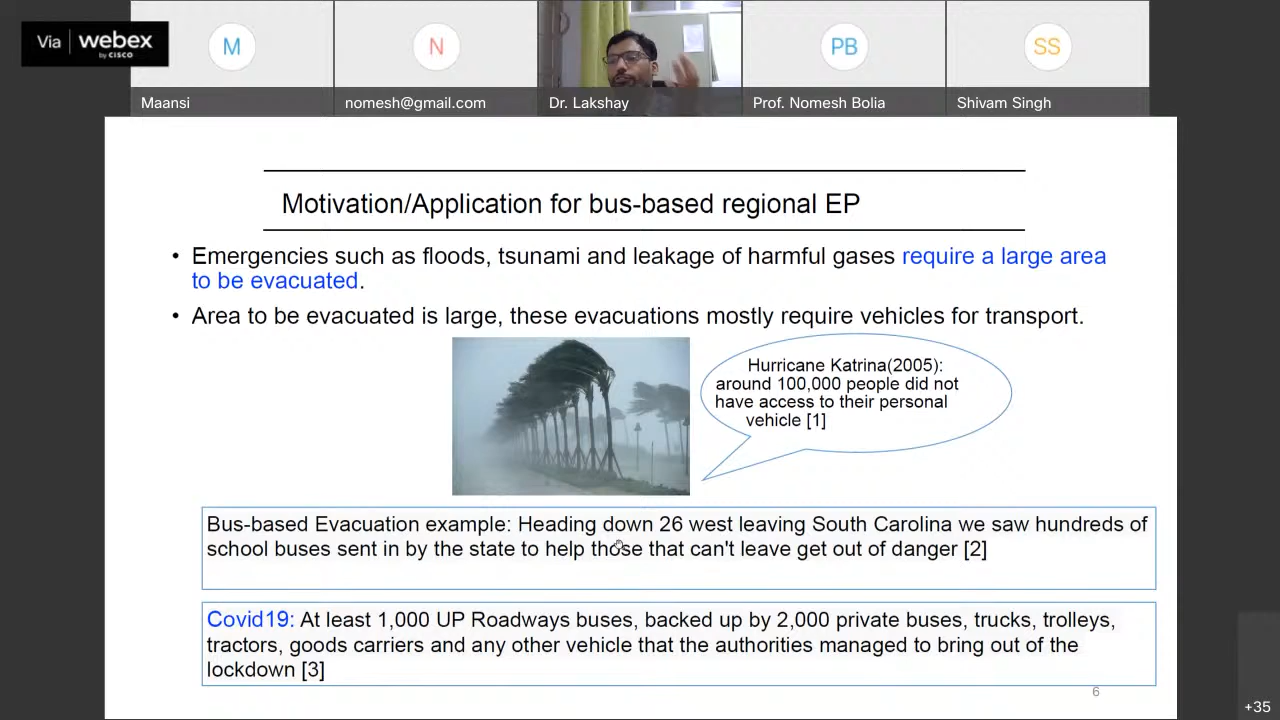 Via webex
by CISCO
M
N
PB
SS
Maansi
nomesh@gmail.com
Dr. Lakshay
Prof. Nomesh Bolia
Shivam Singh
Motivation/Application for bus-based regional EP
• Emergencies such as floods, tsunami and leakage of harmful gases require a large area
to be evacuated.
• Area to be evacuated is large, these evacuations mostly require vehicles for transport.
Hurricane Katrina(2005):
around 100,000 people did not
have access to their personal
vehicle [1]
Bus-based Evacuation example: Heading down 26 west leaving South Carolina we saw hundreds of
school buses sent in by the state to help those that can't leave get out of danger [2]
Covid19: At least 1,000 UP Roadways buses, backed up by 2,000 private buses, trucks, trolleys,
tractors, goods carriers and any other vehicle that the authorities managed to bring out of the
lockdown [3]
6
+35